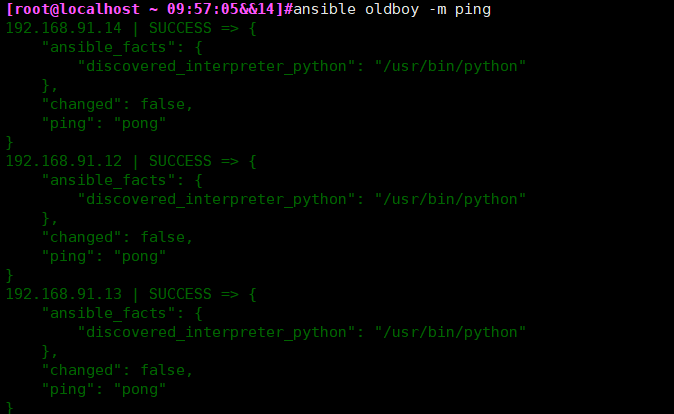 [root@localhost ~ 09:57:05&&14]#ansible oldboy -m ping
192.168.91.14 | SUCCESS => {
    "ansible_facts": {
        "discovered_interpreter_python": "/usr/bin/python"
    },
    "changed": false,
    "ping": "pong"
}
192.168.91.12 | SUCCESS => {
    "ansible_facts": {
        "discovered_interpreter_python": "/usr/bin/python"
    },
    "changed": false,
    "ping": "pong"
}
192.168.91.13 | SUCCESS => {
    "ansible_facts": {
        "discovered_interpreter_python": "/usr/bin/python"
    },
    "changed": false,
    "ping": "pong"
}